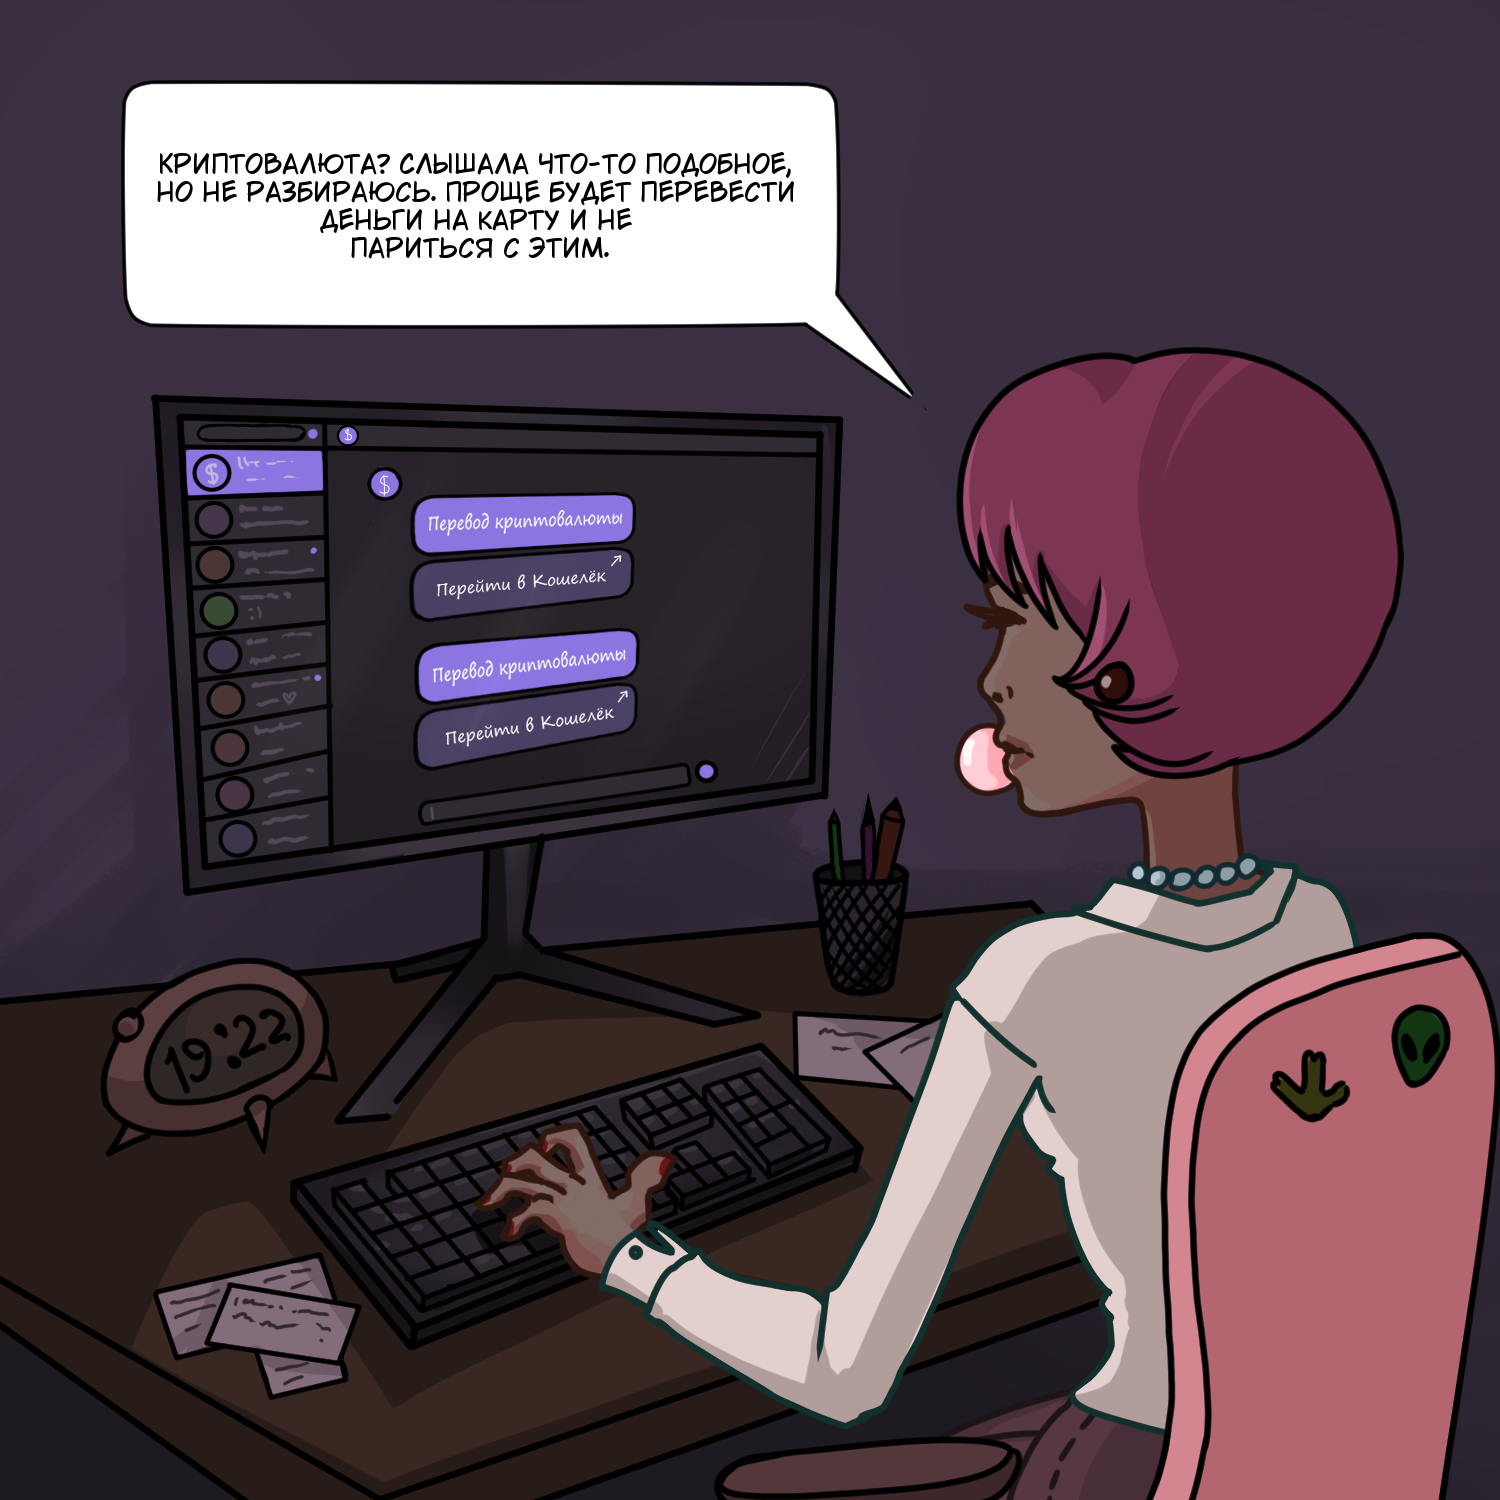 КРИПТОВАЛЮТА? СЛЫШАЛА ЧТО-ТО ПОДОБНОЕ,
НО НЕ РАЗБИРАЮСЬ. ПРОЩЕ БУДЕТ ПЕРЕВЕСТИ
ДЕНЬГИ НА КАРТУ И НЕ
ПАРИТЬСЯ С ЭТИМ.
$
$
$
Перевод криптовалюты
Перейти в Кошелёк
:)
Перевод криптовалюты
Перейти в Кошелёк
19:22